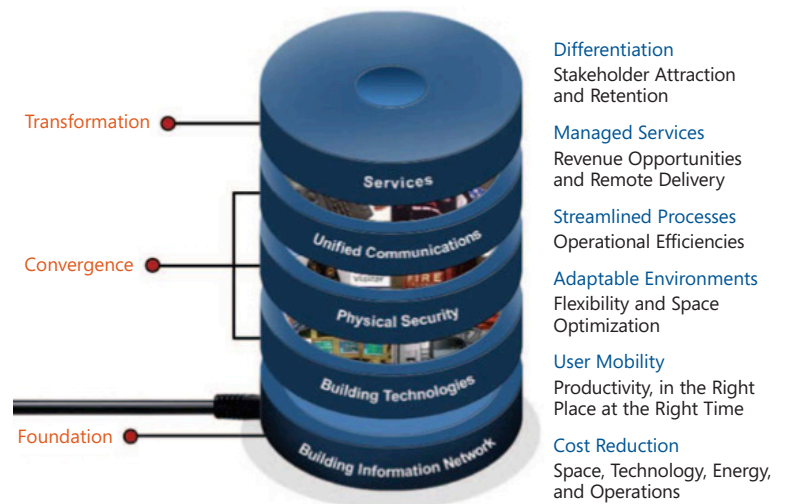 Transformation
Convergence
Foundation
Services
Unified Communications
Physical Security
Building Technologies
Building Information Network
Differentiation
Stakeholder Attraction
and Retention
Managed Services
Revenue Opportunities
and Remote Delivery
Streamlined Processes
Operational Efficiencies
Adaptable Environments
Flexibility and Space
Optimization
User Mobility
Productivity, in the Right
Place at the Right Time
Cost Reduction
Space, Technology, Energy,
and Operations